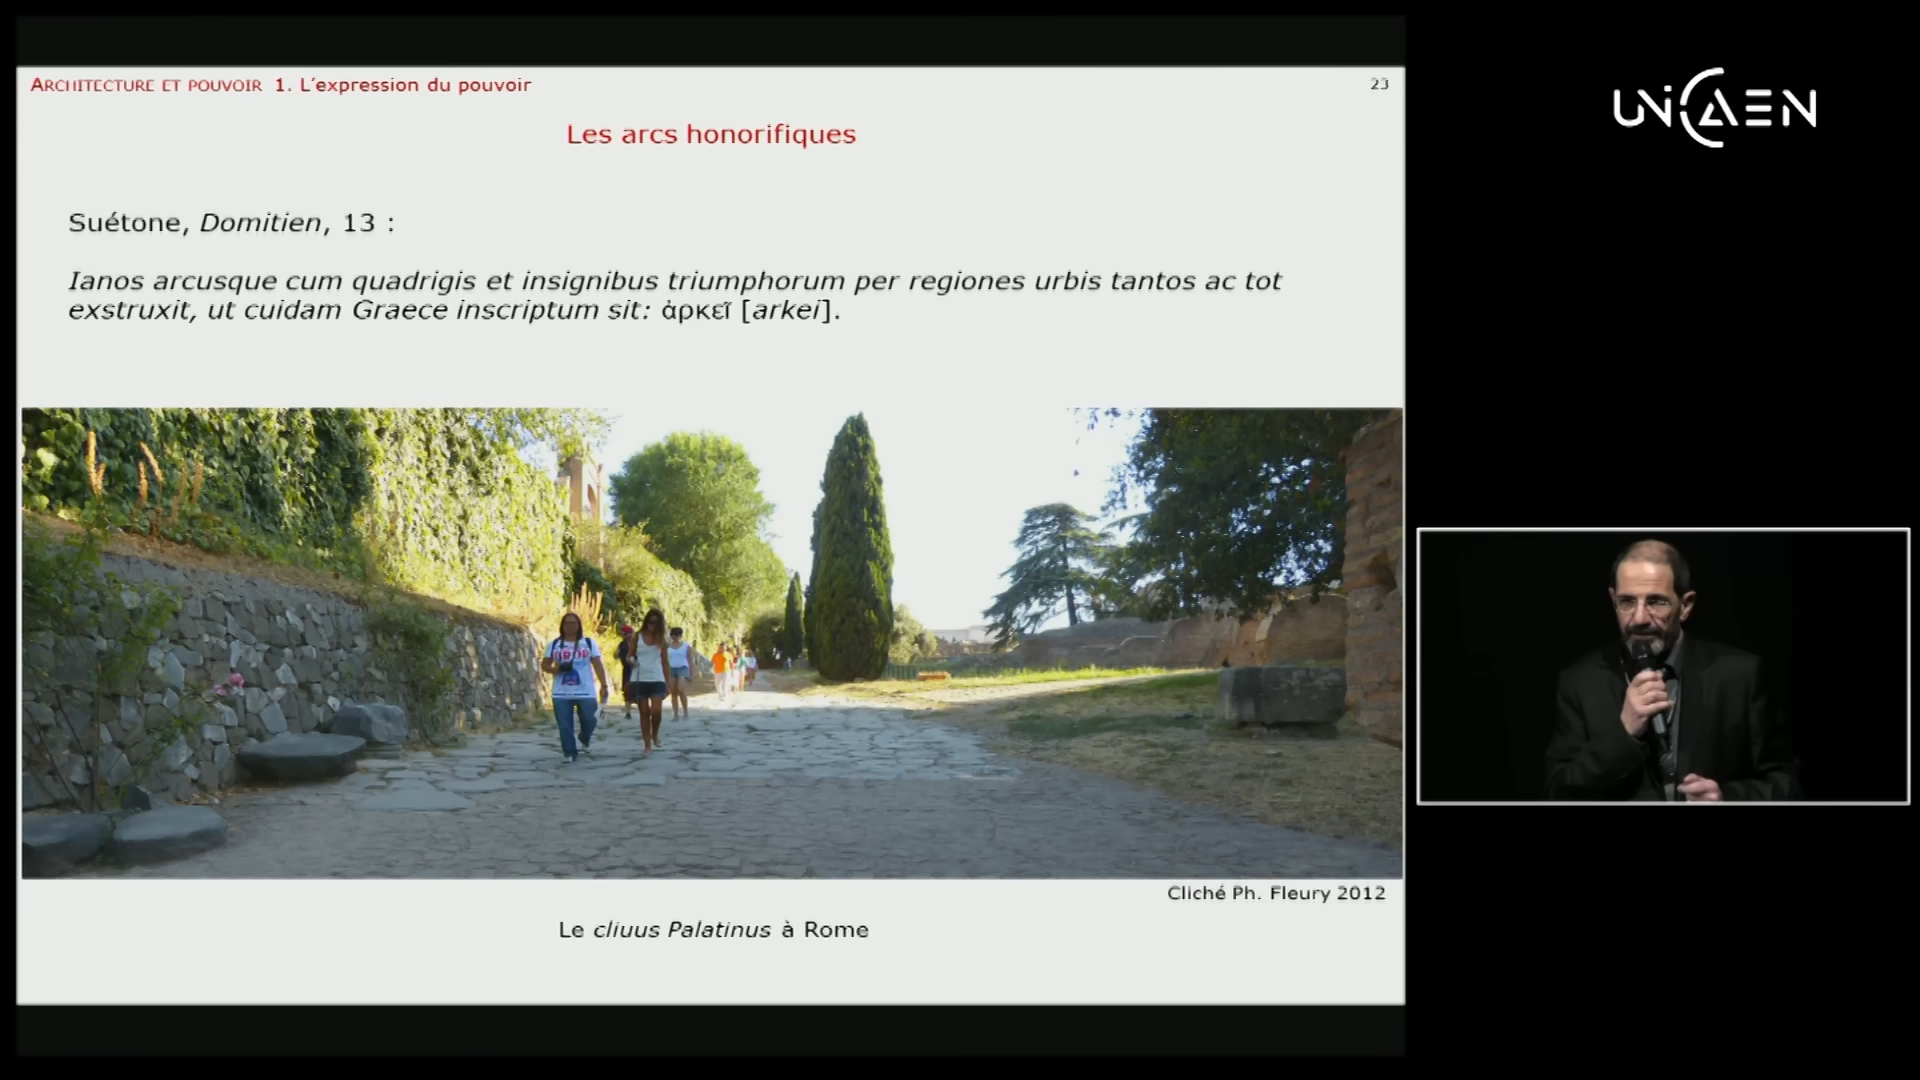 ARCHITECTURE ET POUVOIR 1. L'expression du pouvoir
23
Les arcs honorifiques
Suétone, Domitien, 13 :
Ianos arcusque cum quadrigis et insignibus triumphorum per regiones urbis tantos ac tot
exstruxit, ut cuidam Graece inscriptum sit: ἀρκεῖ [arkei].
Cliché Ph. Fleury 2012
Le cliuus Palatinus à Rome
UNICAEN